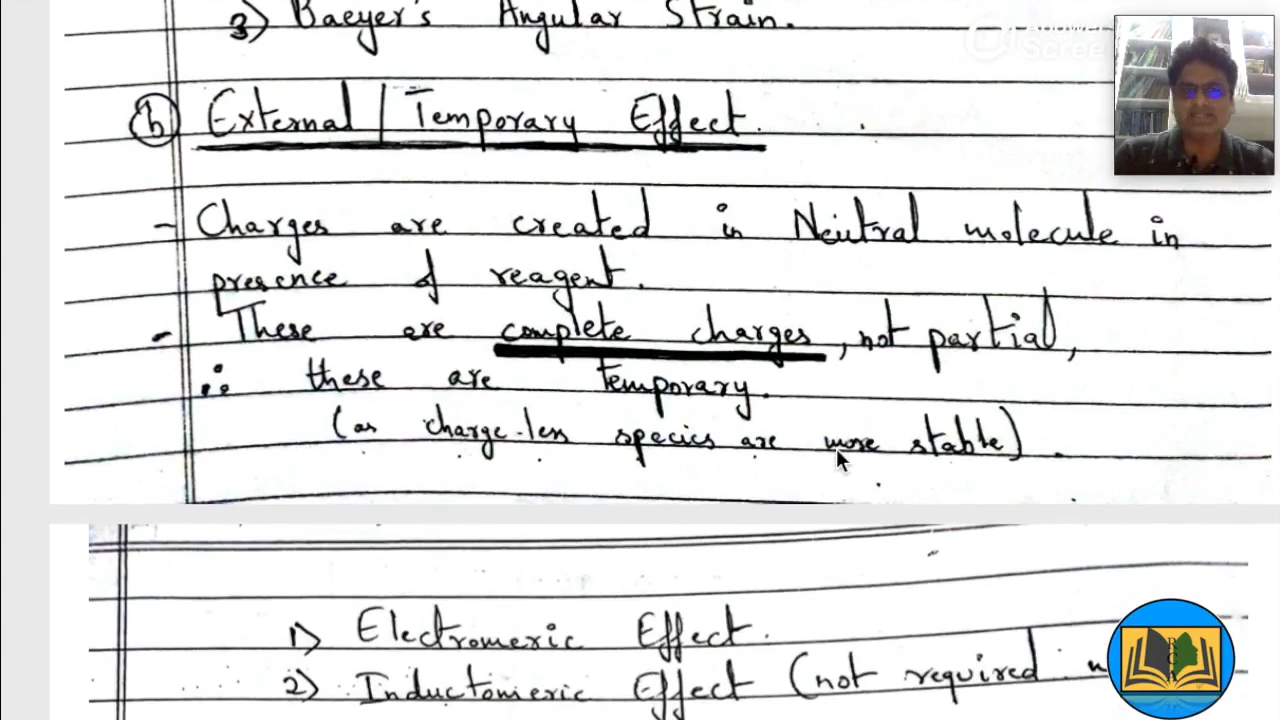 3) Baeyer's Angular Strain.
(b) External / Temporary Effect.
- Charges are created in Neutral molecule in
presence of reagent.
- These are complete charges, not partial,
∴ these are temporary.
(as charge-less species are more stable).
1) Electromeric Effect.
2) Inductomeric Effect (not required